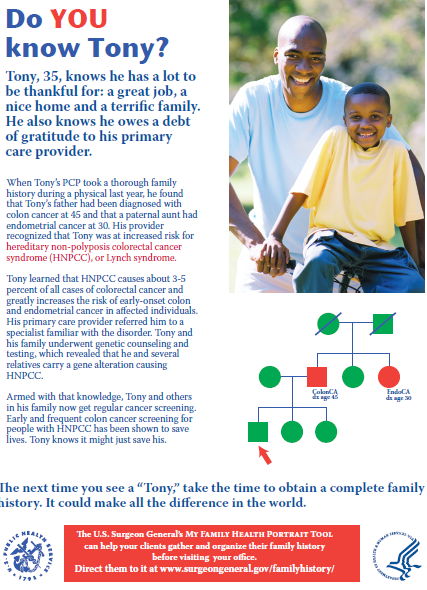 Do YOU
know Tony?
Tony, 35, knows he has a lot to
be thankful for: a great job, a
nice home and a terrific family.
He also knows he owes a debt
of gratitude to his primary
care provider.
When Tony's PCP took a thorough family
history during a physical last year, he found
that Tony's father had been diagnosed with
colon cancer at 45 and that a paternal aunt had
endometrial cancer at 30. His provider
recognized that Tony was at increased risk for
hereditary non-polyposis colorectal cancer
syndrome (HNPCC), or Lynch syndrome.
Tony learned that HNPCC causes about 3-5
percent of all cases of colorectal cancer and
greatly increases the risk of early-onset colon
and endometrial cancer in affected individuals.
His primary care provider referred him to a
specialist familiar with the disorder. Tony and
his family underwent genetic counseling and
testing, which revealed that he and several
relatives carry a gene alteration causing
HNPCC.
Armed with that knowledge, Tony and others
in his family now get regular cancer screening.
Early and frequent colon cancer screening for
people with HNPCC has been shown to save
lives. Tony knows it might just save his.
ColonCA
dx age 45
EndoCA
dx age 30
The next time you see a “Tony,” take the time to obtain a complete family
history. It could make all the difference in the world.
U.S. PUBLIC HEALTH SERVICE
1798
The U.S. Surgeon General's My Family Health Portrait Tool
can help your clients gather and organize their family history
before visiting your office.
Direct them to it at www.surgeongeneral.gov/familyhistory/